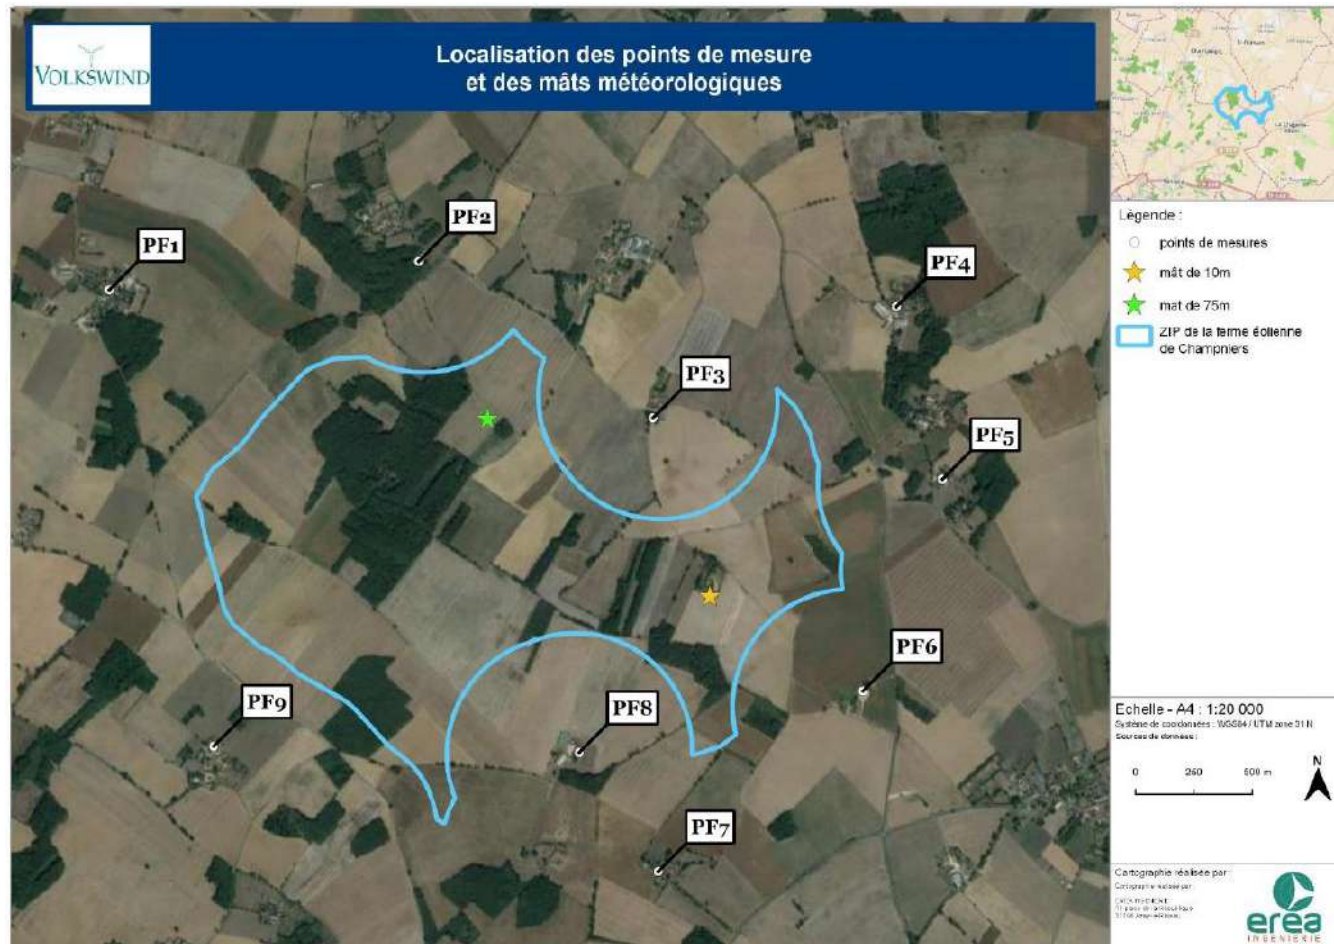 VOLKSWIND
Localisation des points de mesure
et des mâts météorologiques
PF1
PF2
PF3
PF4
PF5
PF6
PF7
PF8
PF9
Légende :
points de mesures
mât de 10m
mat de 75m
ZIP de la ferme éolienne
de Champniers
Echelle - A4 : 1:20 000
Système de coordonnées : WGS84 / UTM zone 31 N
Sources de données :
0 250 500 m
N
Cartographie réalisée par :
Cartographie réalisée par
erea
INGENIERIE